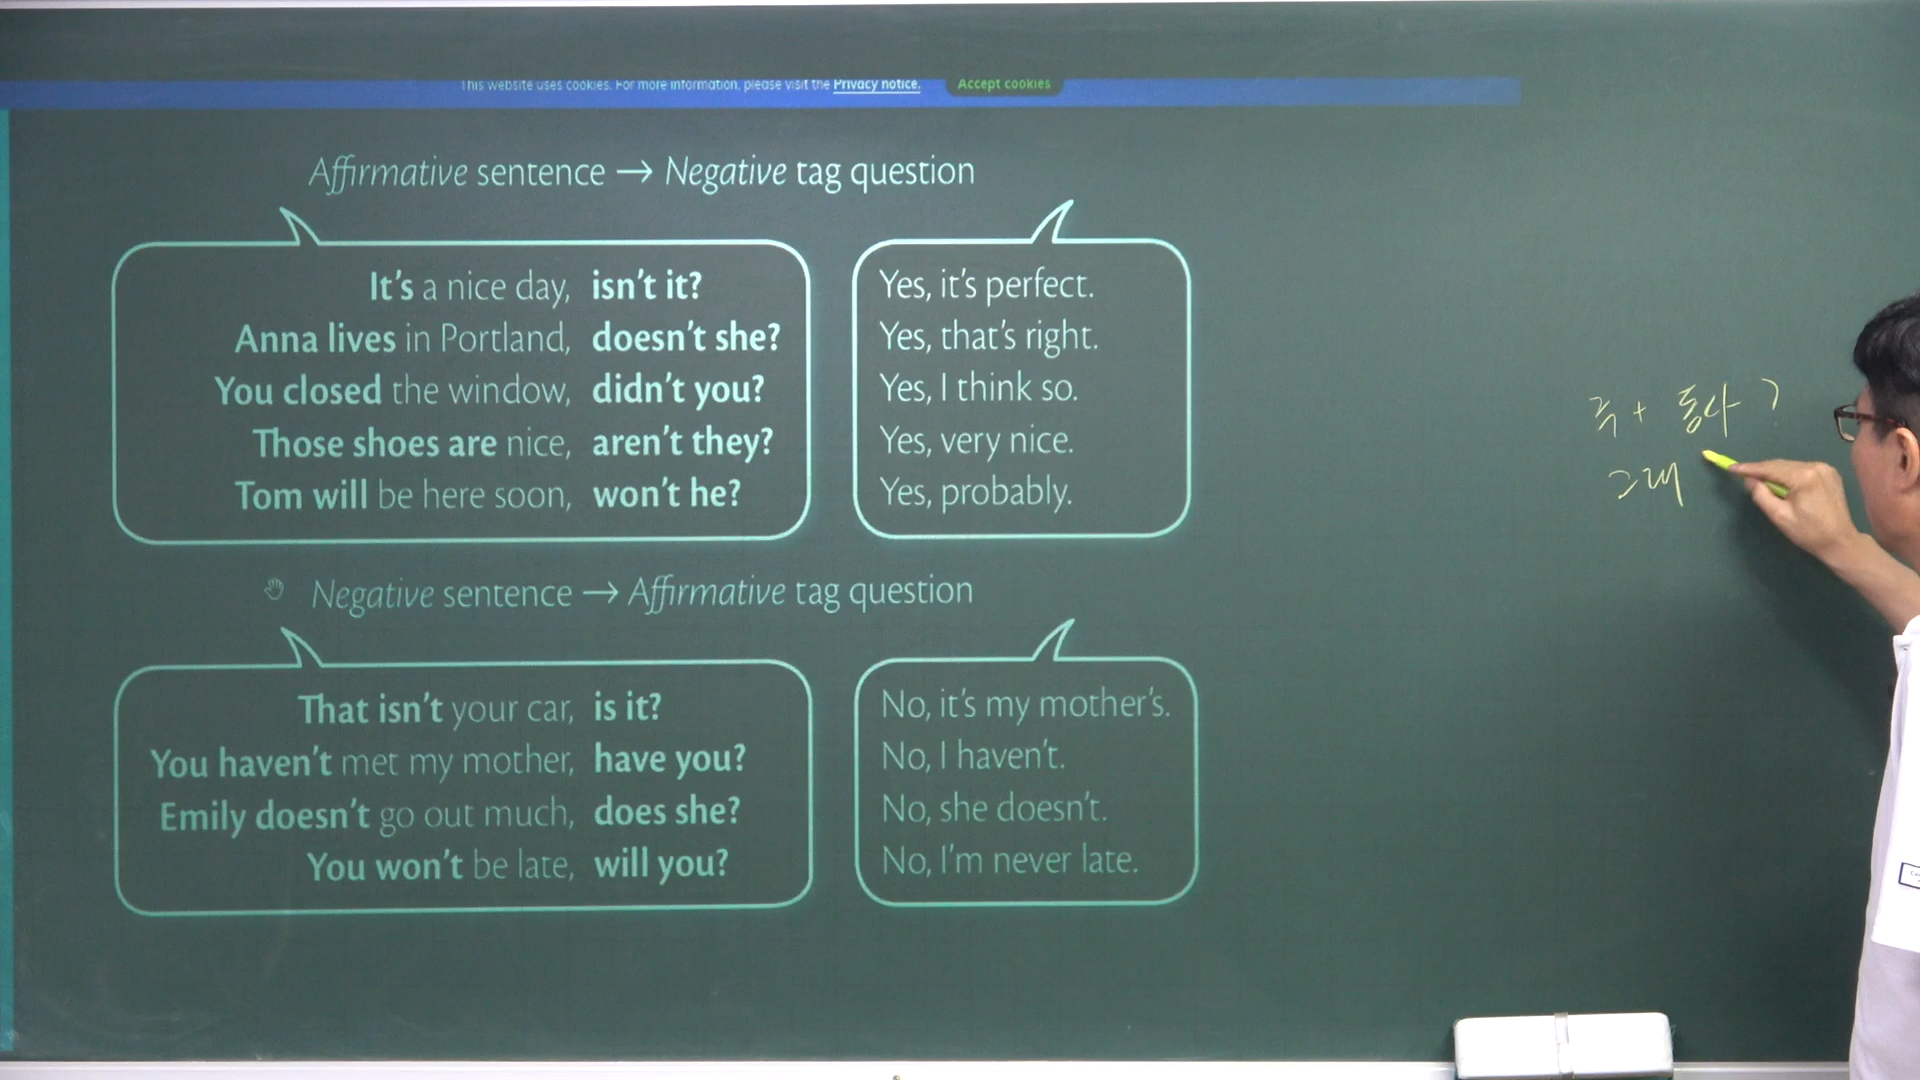 This website uses cookies. For more information, please visit the Privacy notice. Accept cookies
Affirmative sentence → Negative tag question
It's a nice day, isn't it? Yes, it's perfect.
Anna lives in Portland, doesn't she? Yes, that's right.
You closed the window, didn't you? Yes, I think so.
Those shoes are nice, aren't they? Yes, very nice.
Tom will be here soon, won't he? Yes, probably.
Negative sentence → Affirmative tag question
That isn't your car, is it? No, it's my mother's.
You haven't met my mother, have you? No, I haven't.
Emily doesn't go out much, does she? No, she doesn't.
You won't be late, will you? No, I'm never late.
주 + 동사 ?
그래